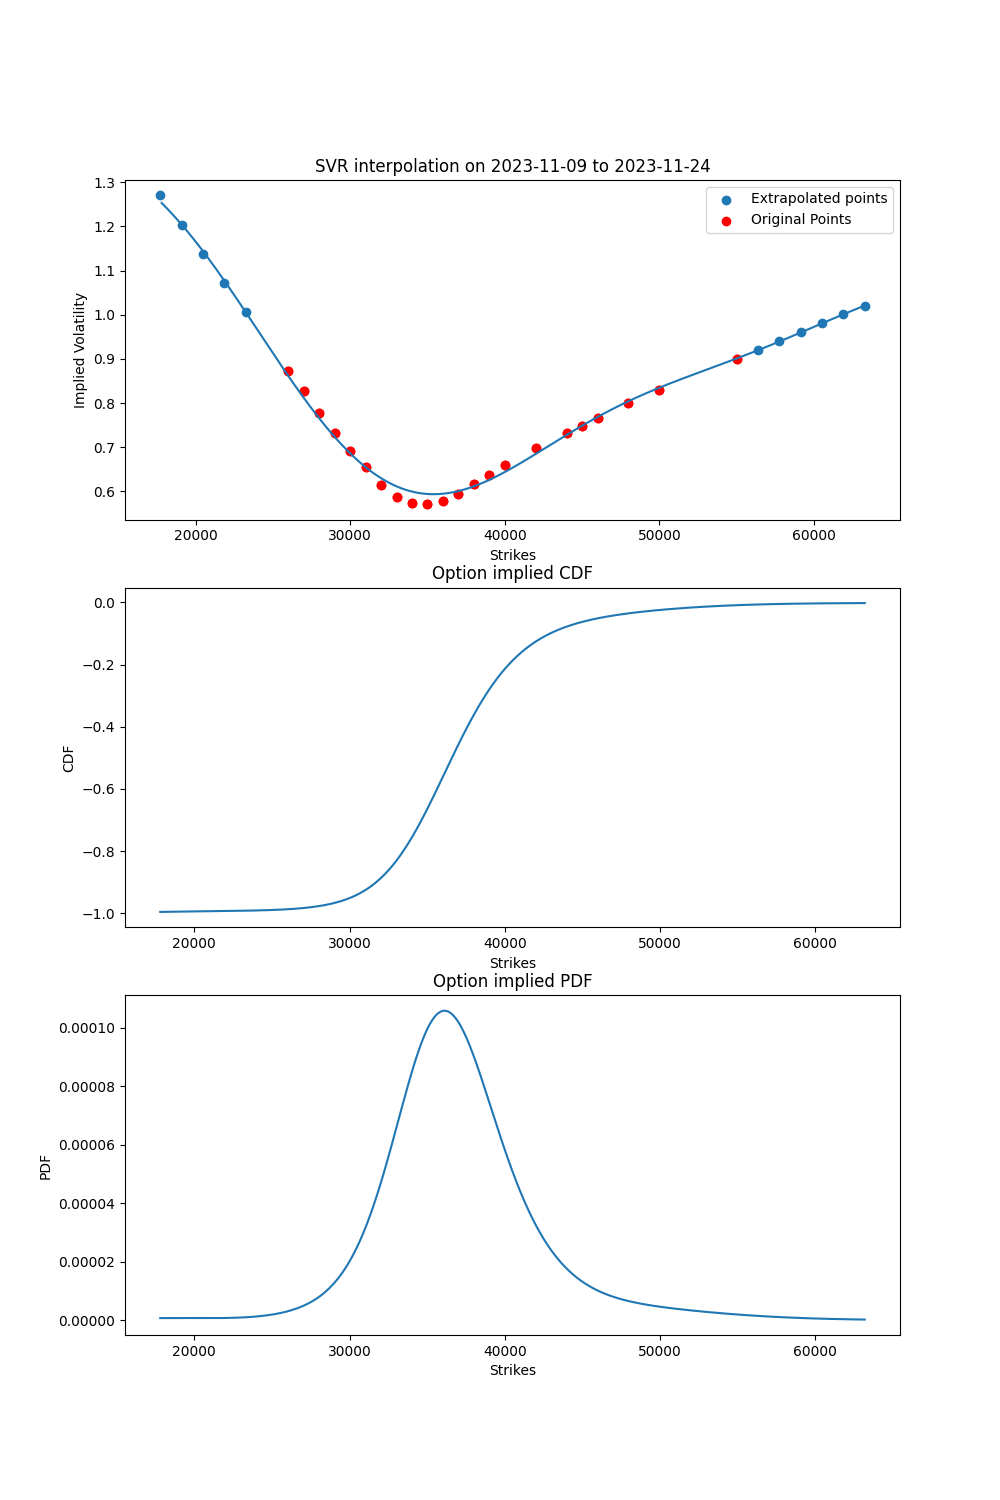 SVR interpolation on 2023-11-09 to 2023-11-24
1.3
1.2
1.1
1.0
0.9
0.8
0.7
0.6
Implied Volatility
Extrapolated points
Original Points
20000 30000 40000 50000 60000
Strikes
Option implied CDF
0.0
−0.2
−0.4
−0.6
−0.8
−1.0
CDF
20000 30000 40000 50000 60000
Strikes
Option implied PDF
0.00010
0.00008
0.00006
0.00004
0.00002
0.00000
PDF
20000 30000 40000 50000 60000
Strikes